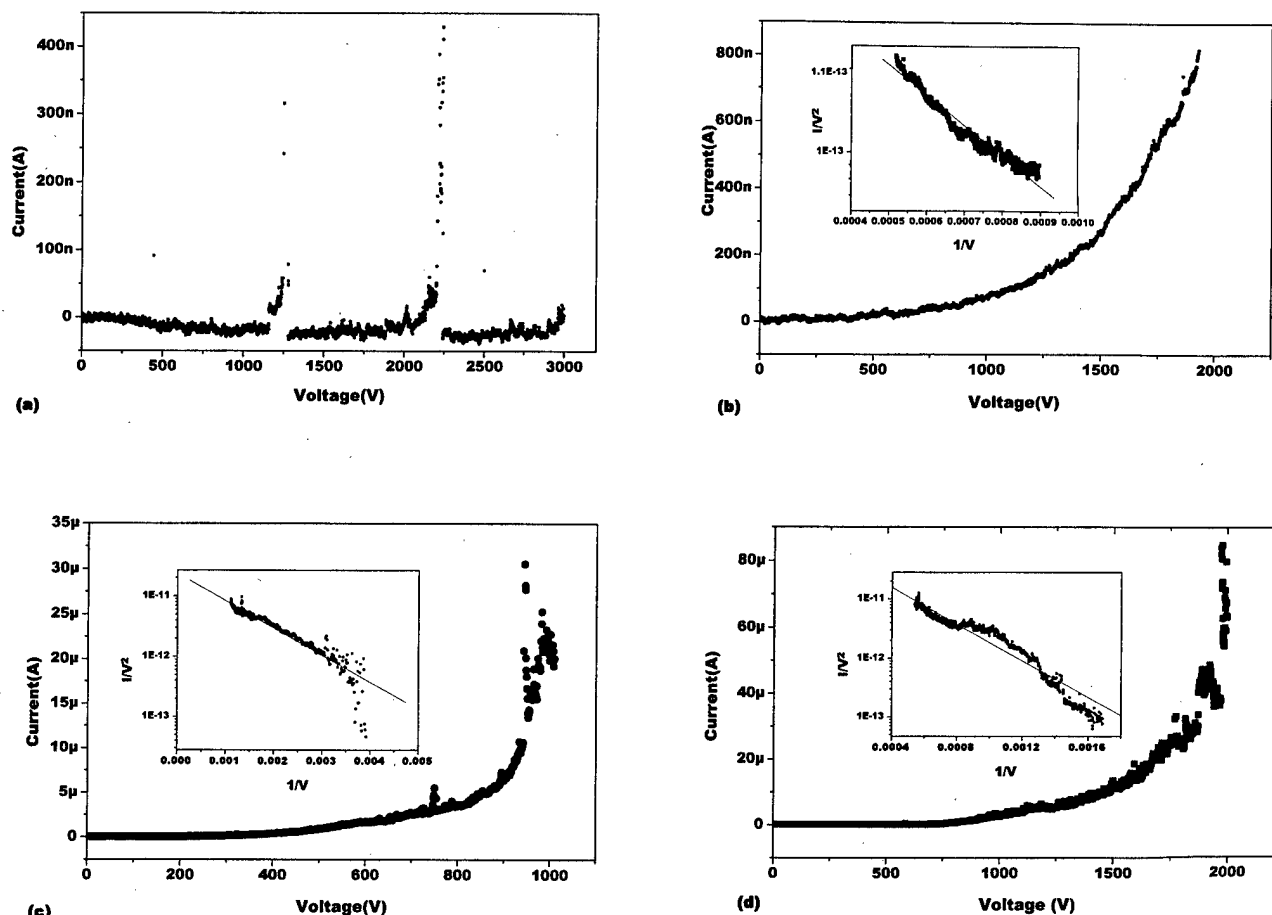 400n
300n
200n
100n
0
Current(A)
0 500 1000 1500 2000 2500 3000
Voltage(V)
(a)
800n
600n
400n
200n
0
Current(A)
1.1E-13
1E-13
I/V²
0.0004 0.0005 0.0006 0.0007 0.0008 0.0009 0.0010
1/V
0 500 1000 1500 2000
Voltage(V)
(b)
35µ
30µ
25µ
20µ
15µ
10µ
5µ
0
Current(A)
1E-11
1E-12
1E-13
I/V²
0.000 0.001 0.002 0.003 0.004 0.005
1/V
0 200 400 600 800 1000
Voltage(V)
(c)
80µ
60µ
40µ
20µ
0
Current(A)
1E-11
1E-12
1E-13
I/V²
0.0004 0.0008 0.0012 0.0016
1/V
0 500 1000 1500 2000
Voltage (V)
(d)